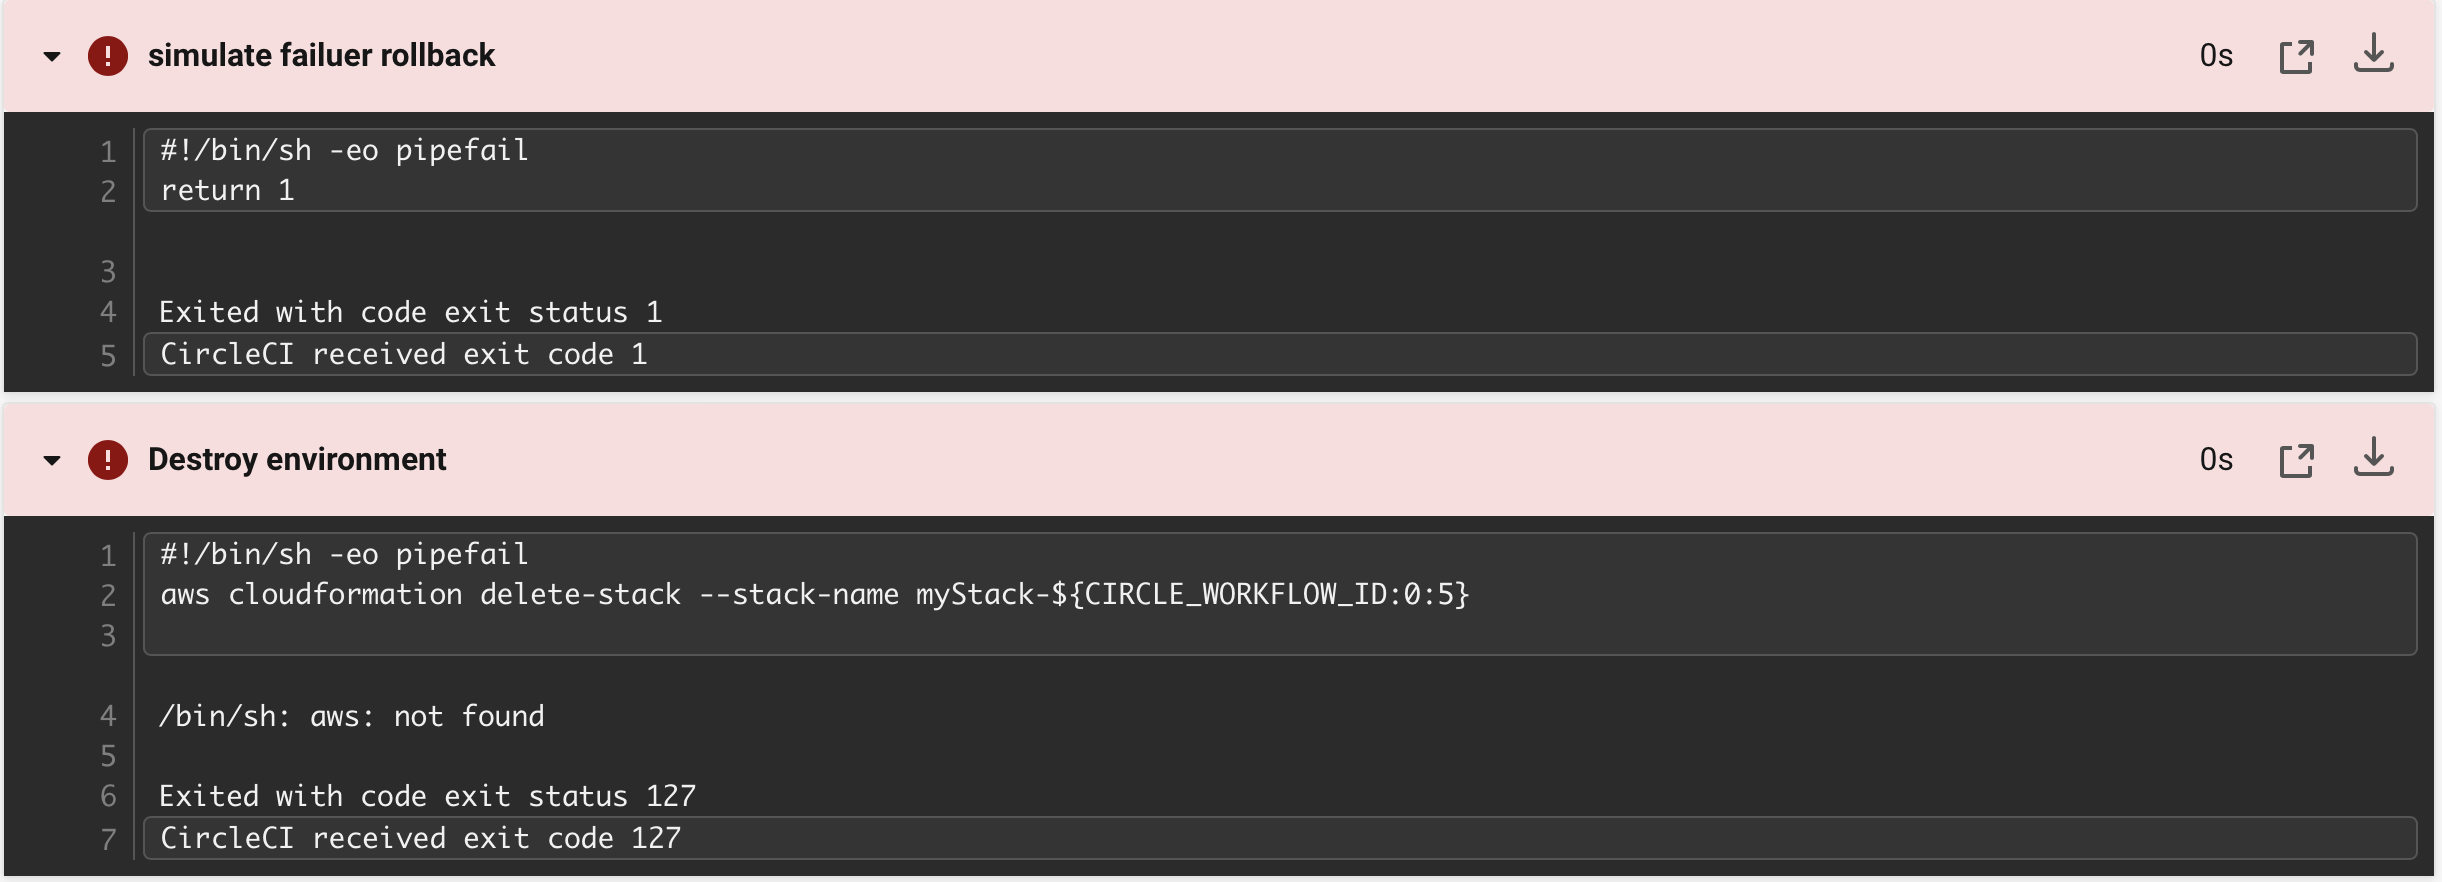 simulate failuer rollback
0s
1 #!/bin/sh -eo pipefail
2 return 1
3
4 Exited with code exit status 1
5 CircleCI received exit code 1
Destroy environment
0s
1 #!/bin/sh -eo pipefail
2 aws cloudformation delete-stack --stack-name myStack-${CIRCLE_WORKFLOW_ID:0:5}
3
4 /bin/sh: aws: not found
5
6 Exited with code exit status 127
7 CircleCI received exit code 127